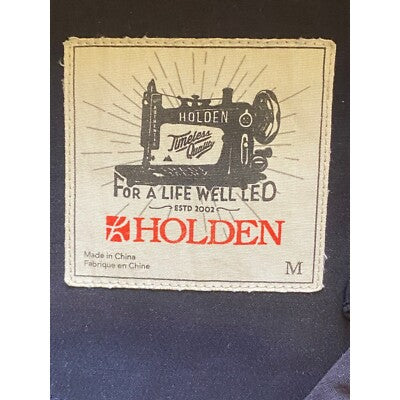 HOLDEN
Timeless
Quality
FOR A LIFE WELL LED
ESTD 2002
HOLDEN
Made in China
Fabriqué en Chine
M